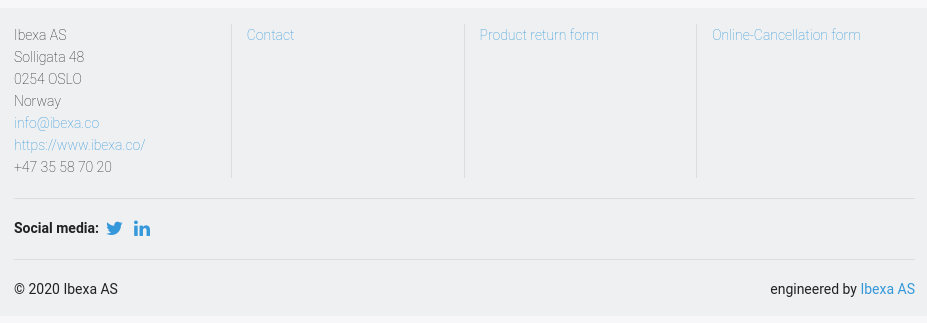 Ibexa AS
Solligata 48
0254 OSLO
Norway
info@ibexa.co
https://www.ibexa.co/
+47 35 58 70 20
Contact
Product return form
Online-Cancellation form
Social media:
© 2020 Ibexa AS
engineered by Ibexa AS